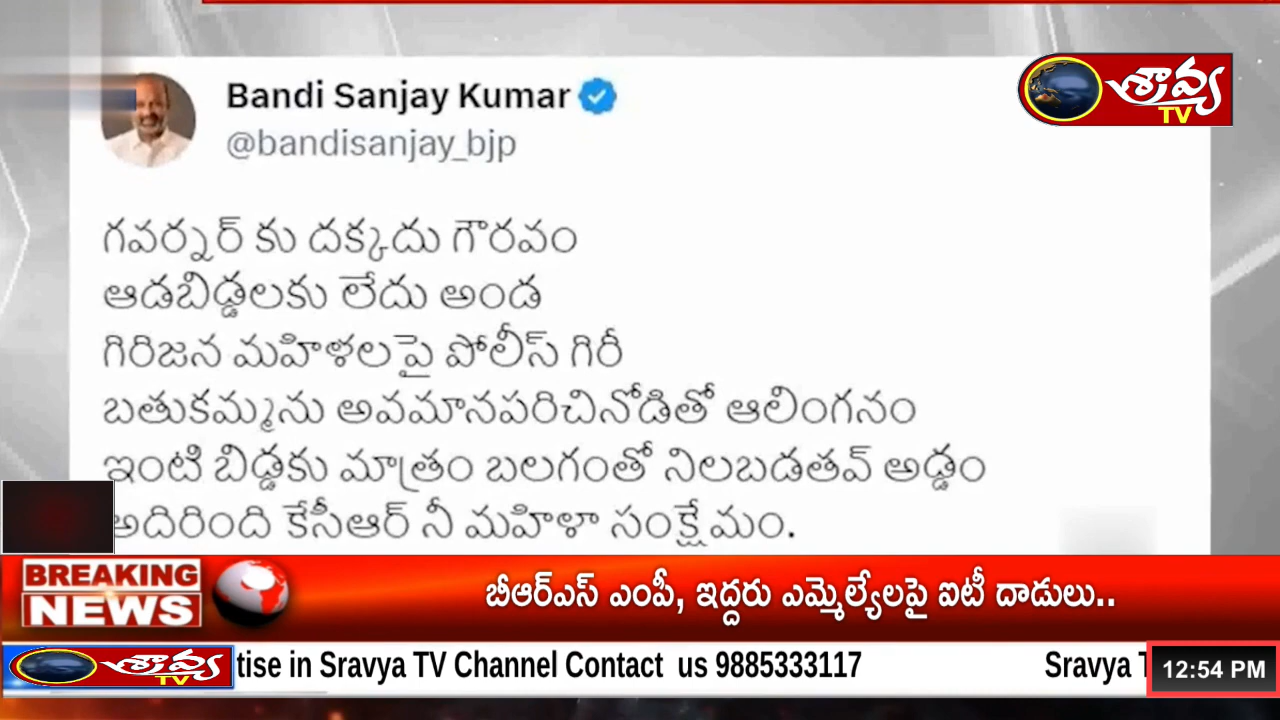 Bandi Sanjay Kumar
@bandisanjay_bjp
శ్రావ్య
TV
గవర్నర్ కు దక్కదు గౌరవం
ఆడబిడ్డలకు లేదు అండ
గిరిజన మహిళలపై పోలీస్ గిరీ
బతుకమ్మను అవమానపరిచినోడితో ఆలింగనం
ఇంటి బిడ్డకు మాత్రం బలగంతో నిలబడతవ్ అడ్డం
అదిరింది కేసీఆర్ నీ మహిళా సంక్షేమం.
BREAKING
NEWS
బీఆర్ఎస్ ఎంపీ, ఇద్దరు ఎమ్మెల్యేలపై ఐటీ దాడులు..
శ్రావ్య
TV
tise in Sravya TV Channel Contact us 9885333117
Sravya T
12:54 PM